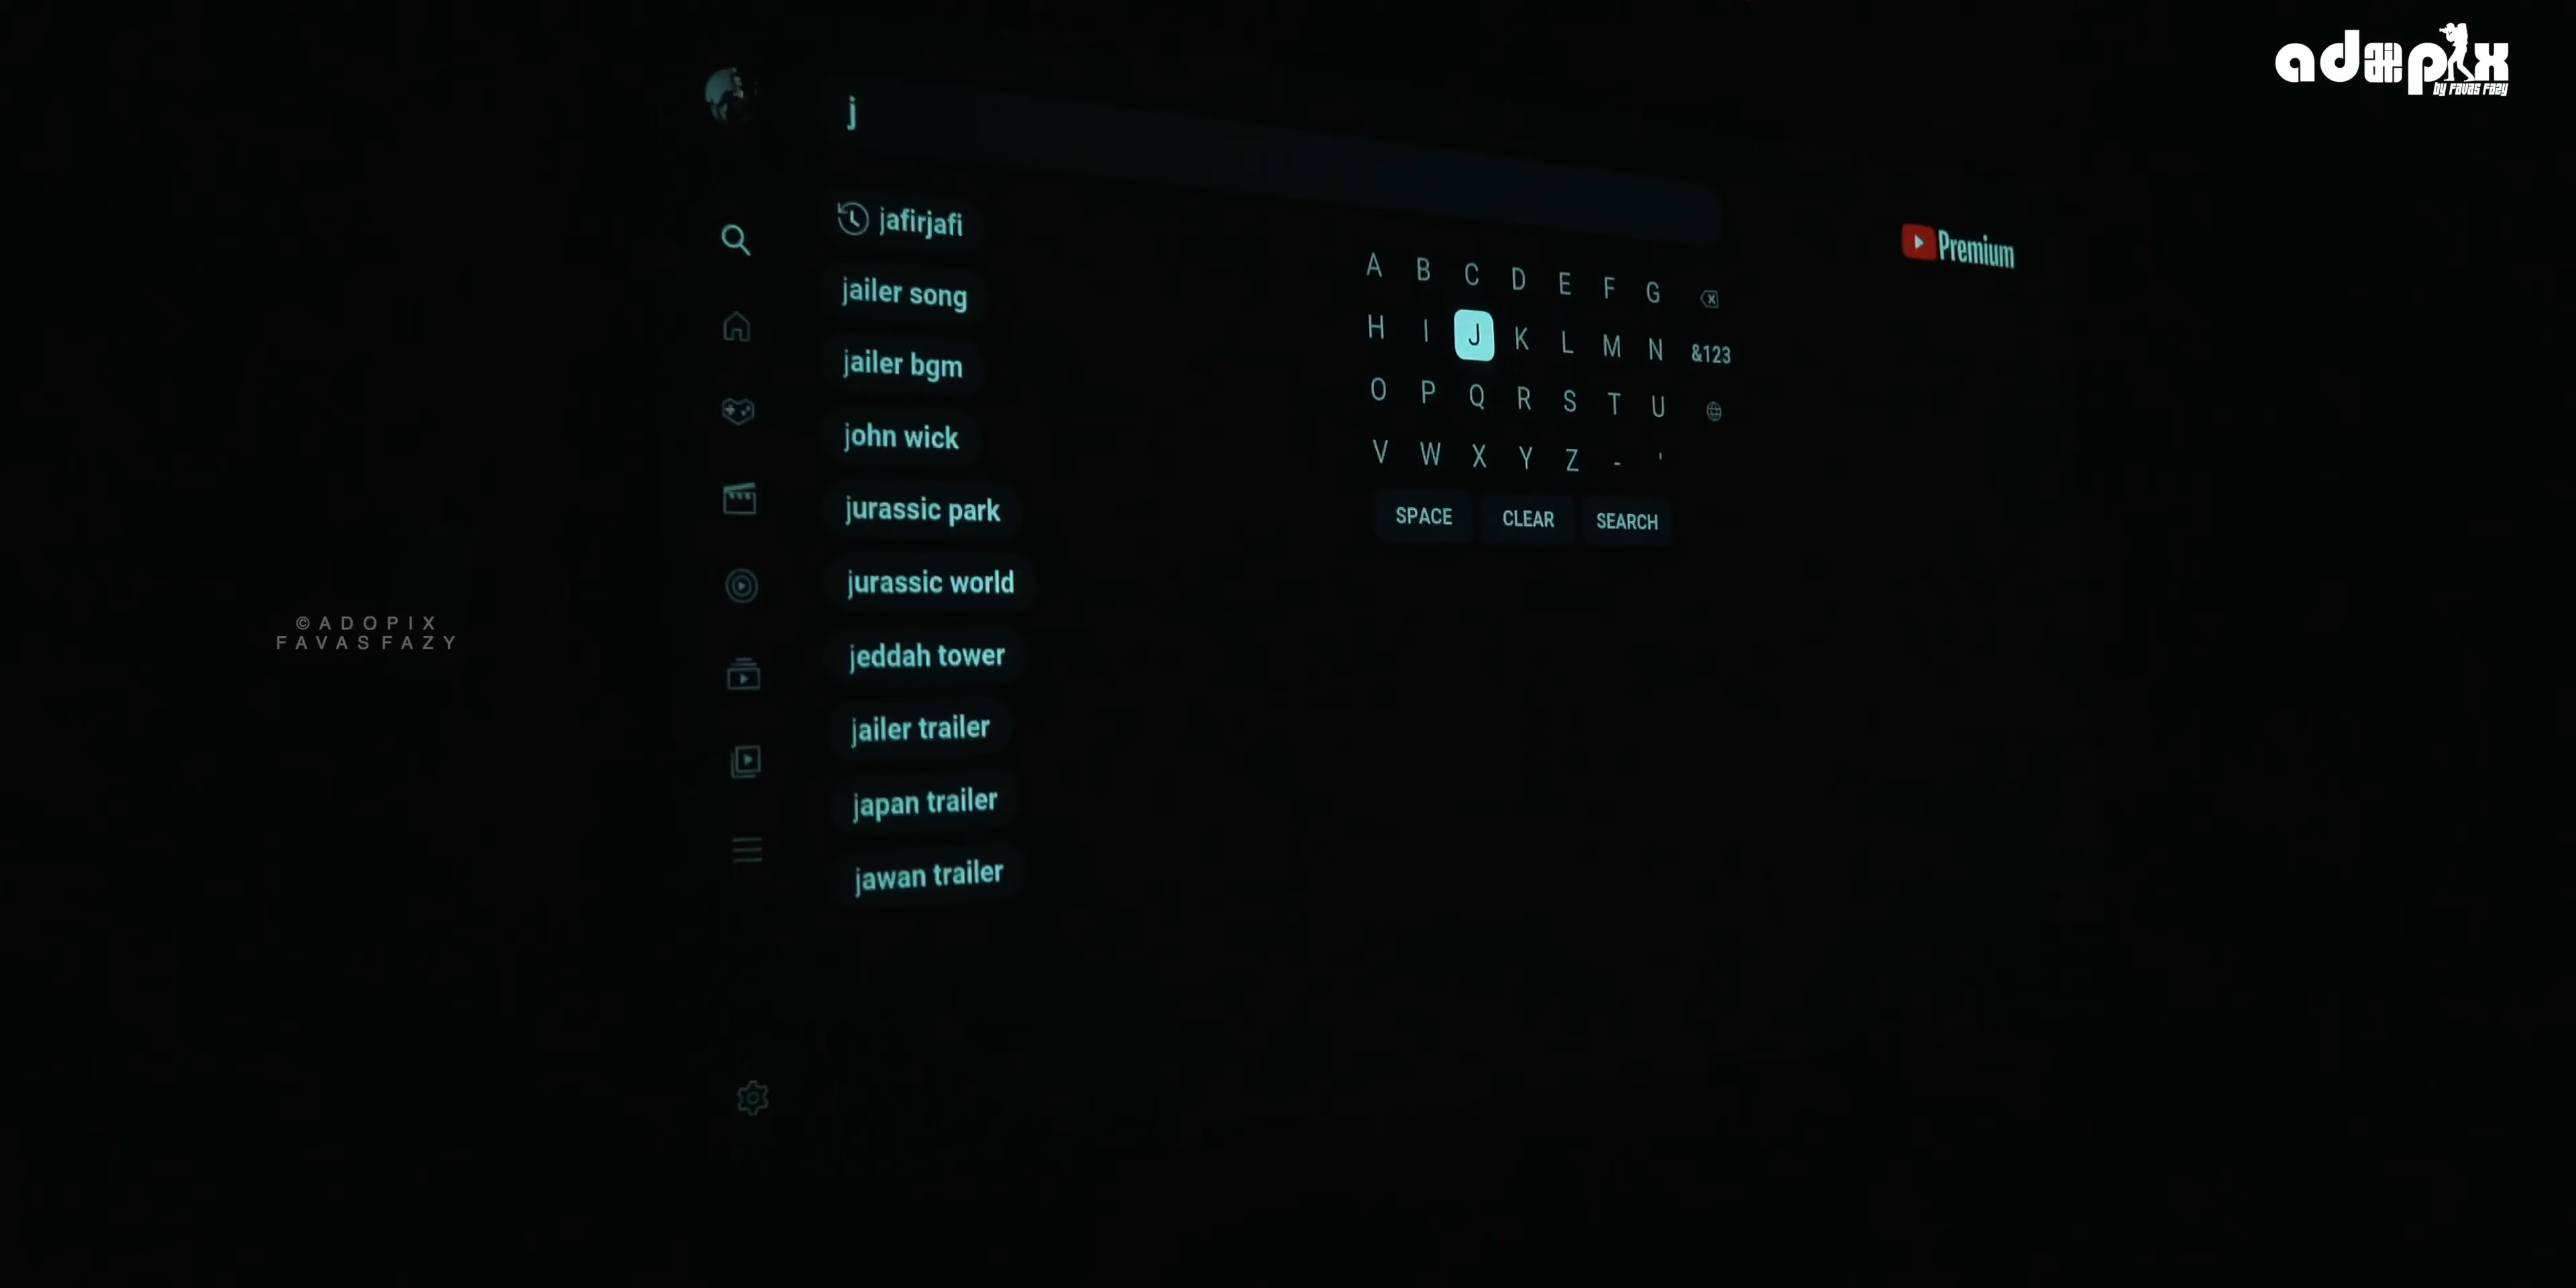 adopix
by Favas Fazy
j
jafirjafi
jailer song
jailer bgm
john wick
jurassic park
jurassic world
jeddah tower
jailer trailer
japan trailer
jawan trailer
A B C D E F G
H I J K L M N &123
O P Q R S T U
V W X Y Z - '
SPACE CLEAR SEARCH
Premium
©ADOPIX
FAVASFAZY